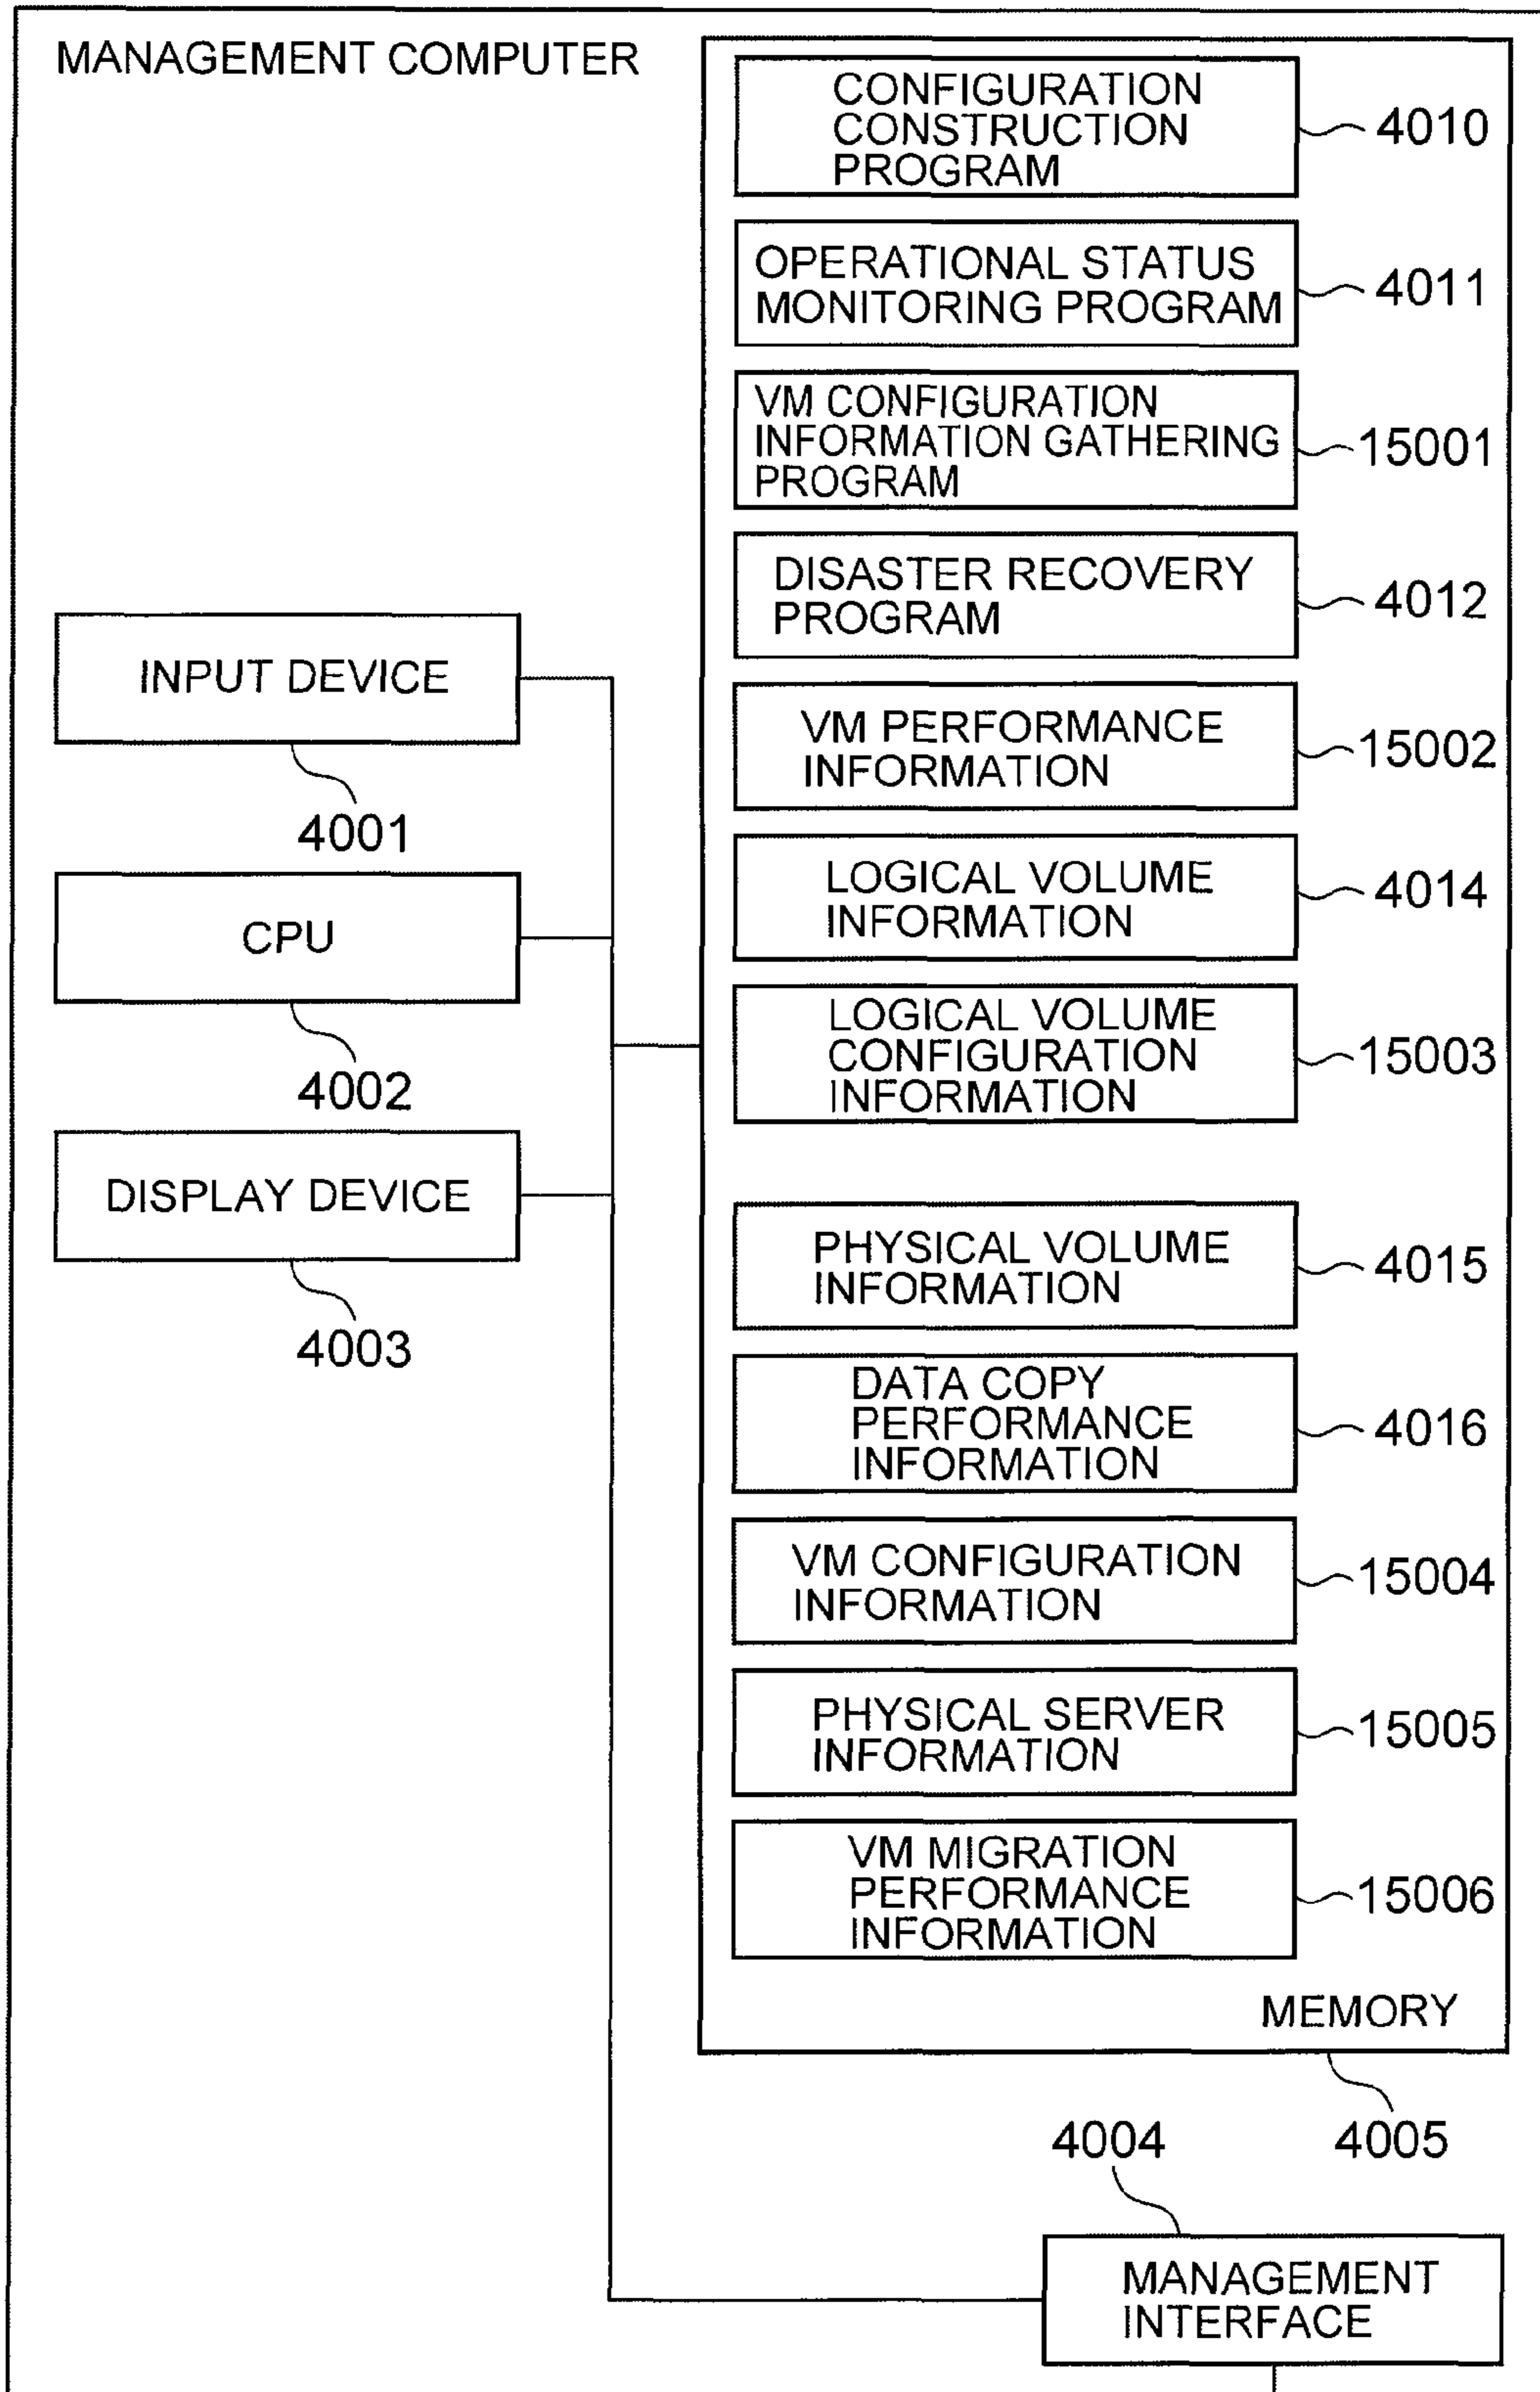 MANAGEMENT COMPUTER
CONFIGURATION
CONSTRUCTION
PROGRAM
4010
OPERATIONAL STATUS
MONITORING PROGRAM
4011
VM CONFIGURATION
INFORMATION GATHERING
PROGRAM
15001
DISASTER RECOVERY
PROGRAM
4012
INPUT DEVICE
4001
VM PERFORMANCE
INFORMATION
15002
CPU
4002
LOGICAL VOLUME
INFORMATION
4014
LOGICAL VOLUME
CONFIGURATION
INFORMATION
15003
DISPLAY DEVICE
4003
PHYSICAL VOLUME
INFORMATION
4015
DATA COPY
PERFORMANCE
INFORMATION
4016
VM CONFIGURATION
INFORMATION
15004
PHYSICAL SERVER
INFORMATION
15005
VM MIGRATION
PERFORMANCE
INFORMATION
15006
MEMORY
4005
4004
MANAGEMENT
INTERFACE